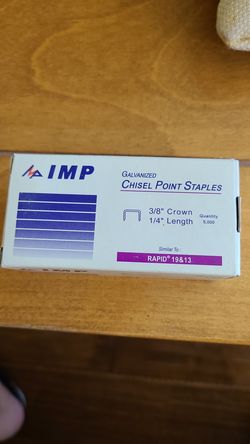 IMP
GALVANIZED
CHISEL POINT STAPLES
3/8" Crown
1/4" Length
Quantity
5,000
Similar To:
RAPID® 19&13